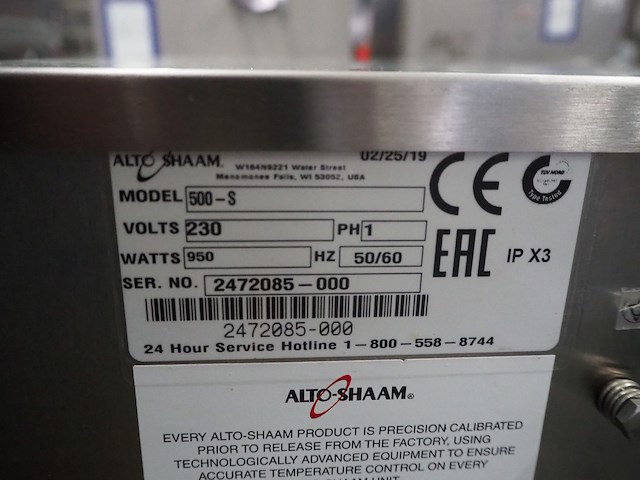 ALTO SHAAM. W164N9221 Water Street 02/25/19
Menomonee Falls, WI 53052, USA
MODEL 500-S
VOLTS 230 PH 1
WATTS 950 HZ 50/60
SER. NO. 2472085-000
2472085-000
24 Hour Service Hotline 1-800-558-8744
CE
Type Tested
EAC IP X3
ALTO-SHAAM®
EVERY ALTO-SHAAM PRODUCT IS PRECISION CALIBRATED
PRIOR TO RELEASE FROM THE FACTORY, USING
TECHNOLOGICALLY ADVANCED EQUIPMENT TO ENSURE
ACCURATE TEMPERATURE CONTROL ON EVERY
SHAAM UNIT